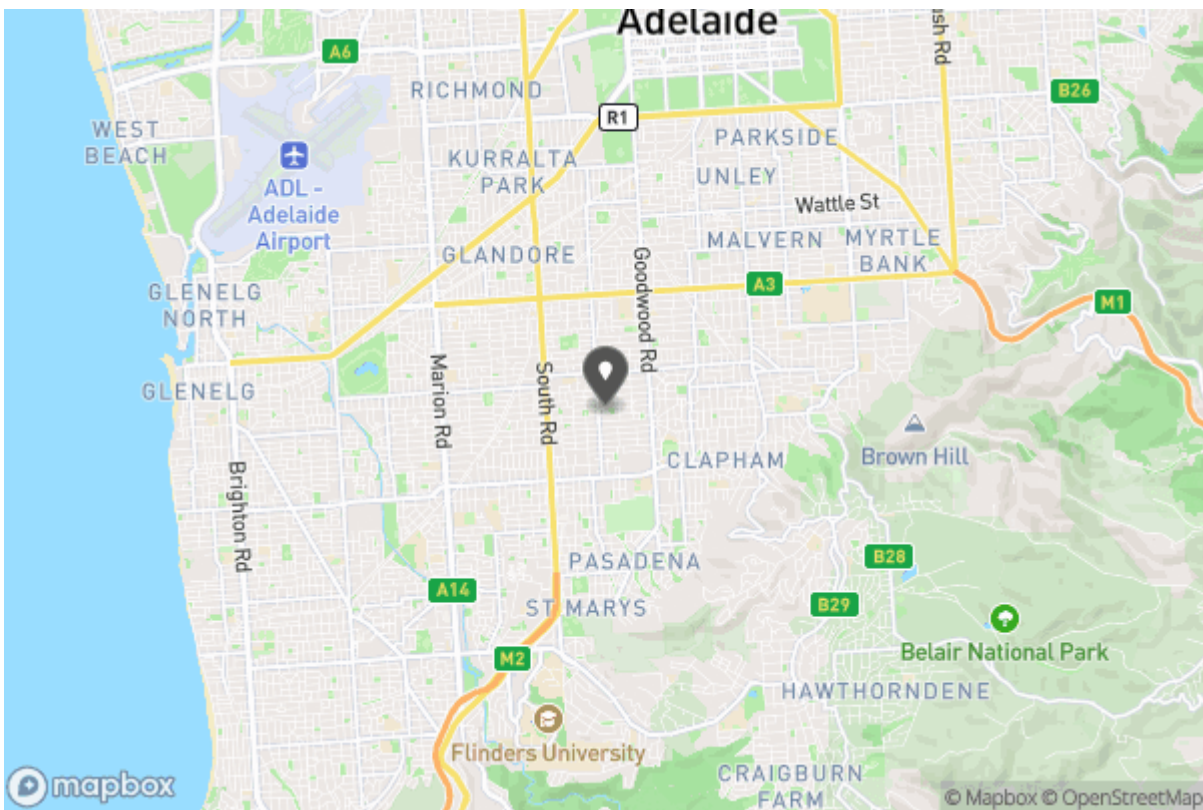 Adelaide
A6
ash Rd
RICHMOND
B26
R1
WEST
BEACH
PARKSIDE
KURRALTA
PARK
UNLEY
ADL -
Adelaide
Airport
Wattle St
GLANDORE
MALVERN
MYRTLE
BANK
Goodwood Rd
A3
GLENELG
NORTH
M1
GLENELG
Marion Rd
South Rd
Brown Hill
CLAPHAM
Brighton Rd
PASADENA
B28
A14
ST MARYS
B29
Belair National Park
M2
HAWTHORNDENE
Flinders University
CRAIGBURN
FARM
mapbox
© Mapbox © OpenStreetMap